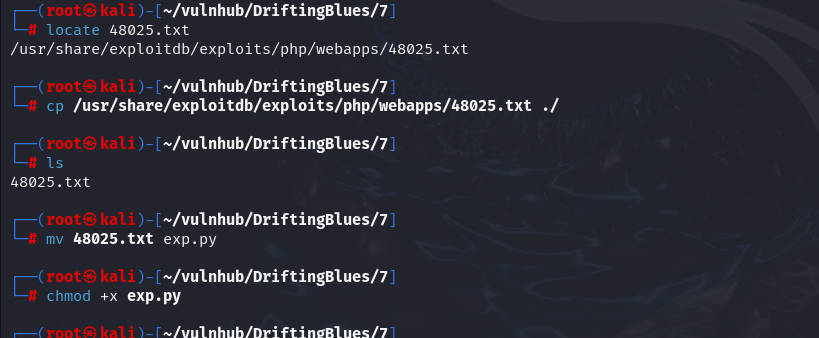 ┌──(root㉿kali)-[~/vulnhub/DriftingBlues/7]
└─# locate 48025.txt
/usr/share/exploitdb/exploits/php/webapps/48025.txt
┌──(root㉿kali)-[~/vulnhub/DriftingBlues/7]
└─# cp /usr/share/exploitdb/exploits/php/webapps/48025.txt ./
┌──(root㉿kali)-[~/vulnhub/DriftingBlues/7]
└─# ls
48025.txt
┌──(root㉿kali)-[~/vulnhub/DriftingBlues/7]
└─# mv 48025.txt exp.py
┌──(root㉿kali)-[~/vulnhub/DriftingBlues/7]
└─# chmod +x exp.py
┌──(root㉿kali)-[~/vulnhub/DriftingBlues/7]